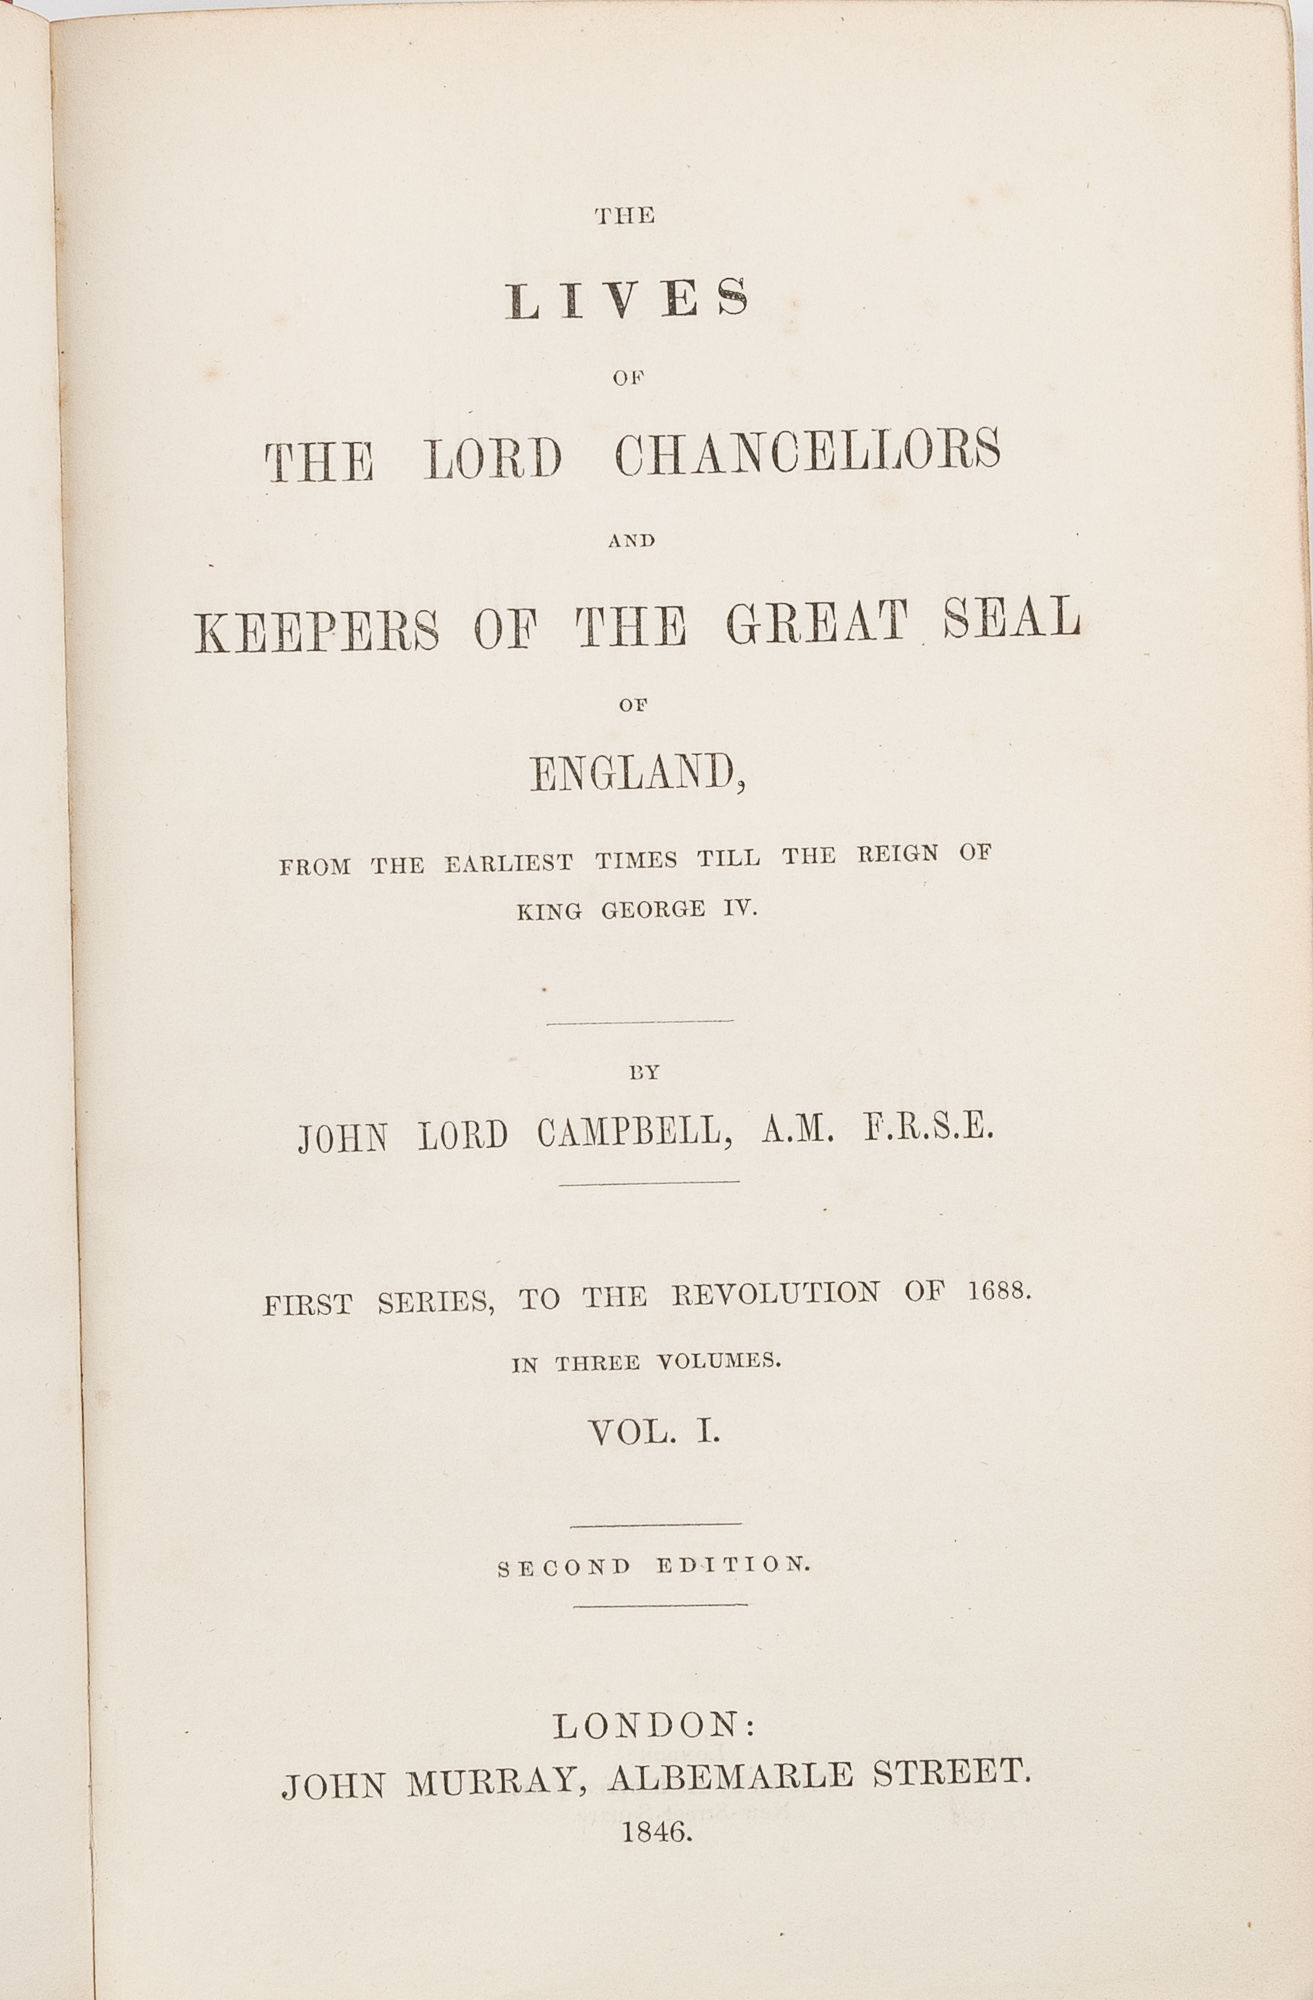 THE
LIVES
OF
THE LORD CHANCELLORS
AND
KEEPERS OF THE GREAT SEAL
OF
ENGLAND,
FROM THE EARLIEST TIMES TILL THE REIGN OF
KING GEORGE IV.
BY
JOHN LORD CAMPBELL, A.M. F.R.S.E.
FIRST SERIES, TO THE REVOLUTION OF 1688.
IN THREE VOLUMES.
VOL. I.
SECOND EDITION.
LONDON:
JOHN MURRAY, ALBEMARLE STREET.
1846.